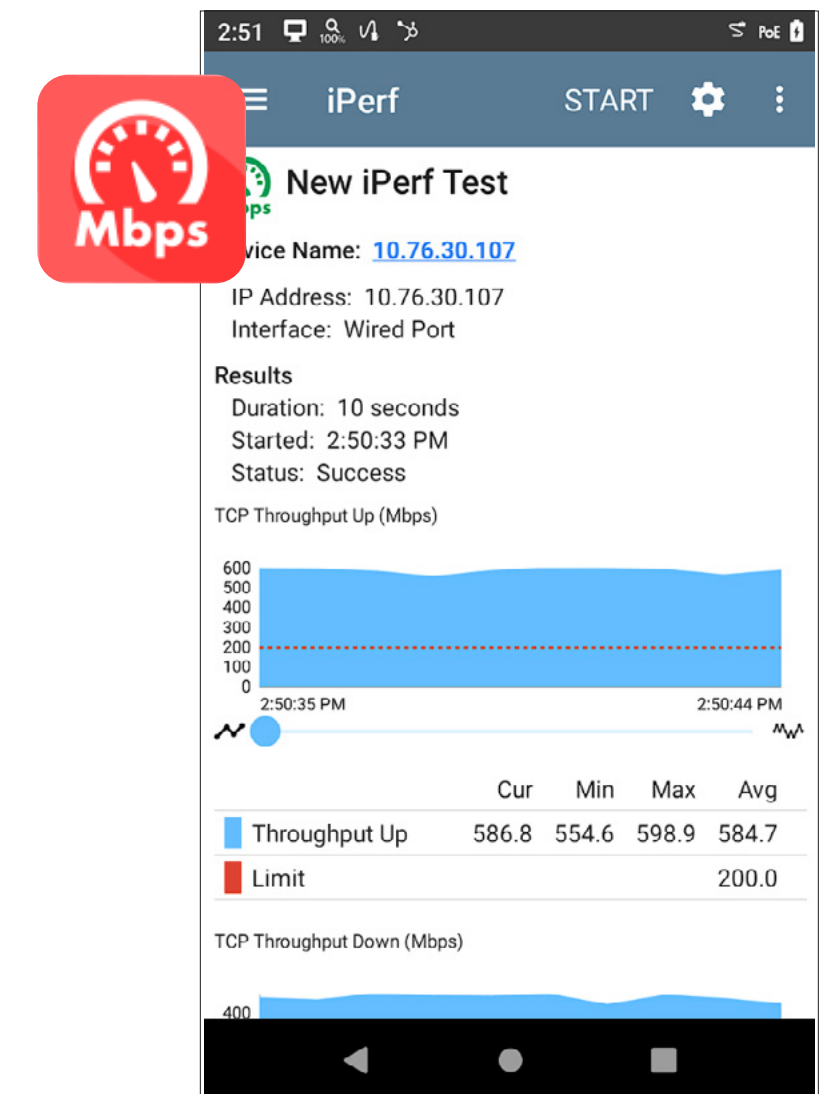 2:51 100% PoE
iPerf START
Mbps
New iPerf Test
vice Name: 10.76.30.107
IP Address: 10.76.30.107
Interface: Wired Port
Results
Duration: 10 seconds
Started: 2:50:33 PM
Status: Success
TCP Throughput Up (Mbps)
600
500
400
300
200
100
0
2:50:35 PM 2:50:44 PM
Cur Min Max Avg
Throughput Up 586.8 554.6 598.9 584.7
Limit 200.0
TCP Throughput Down (Mbps)
400